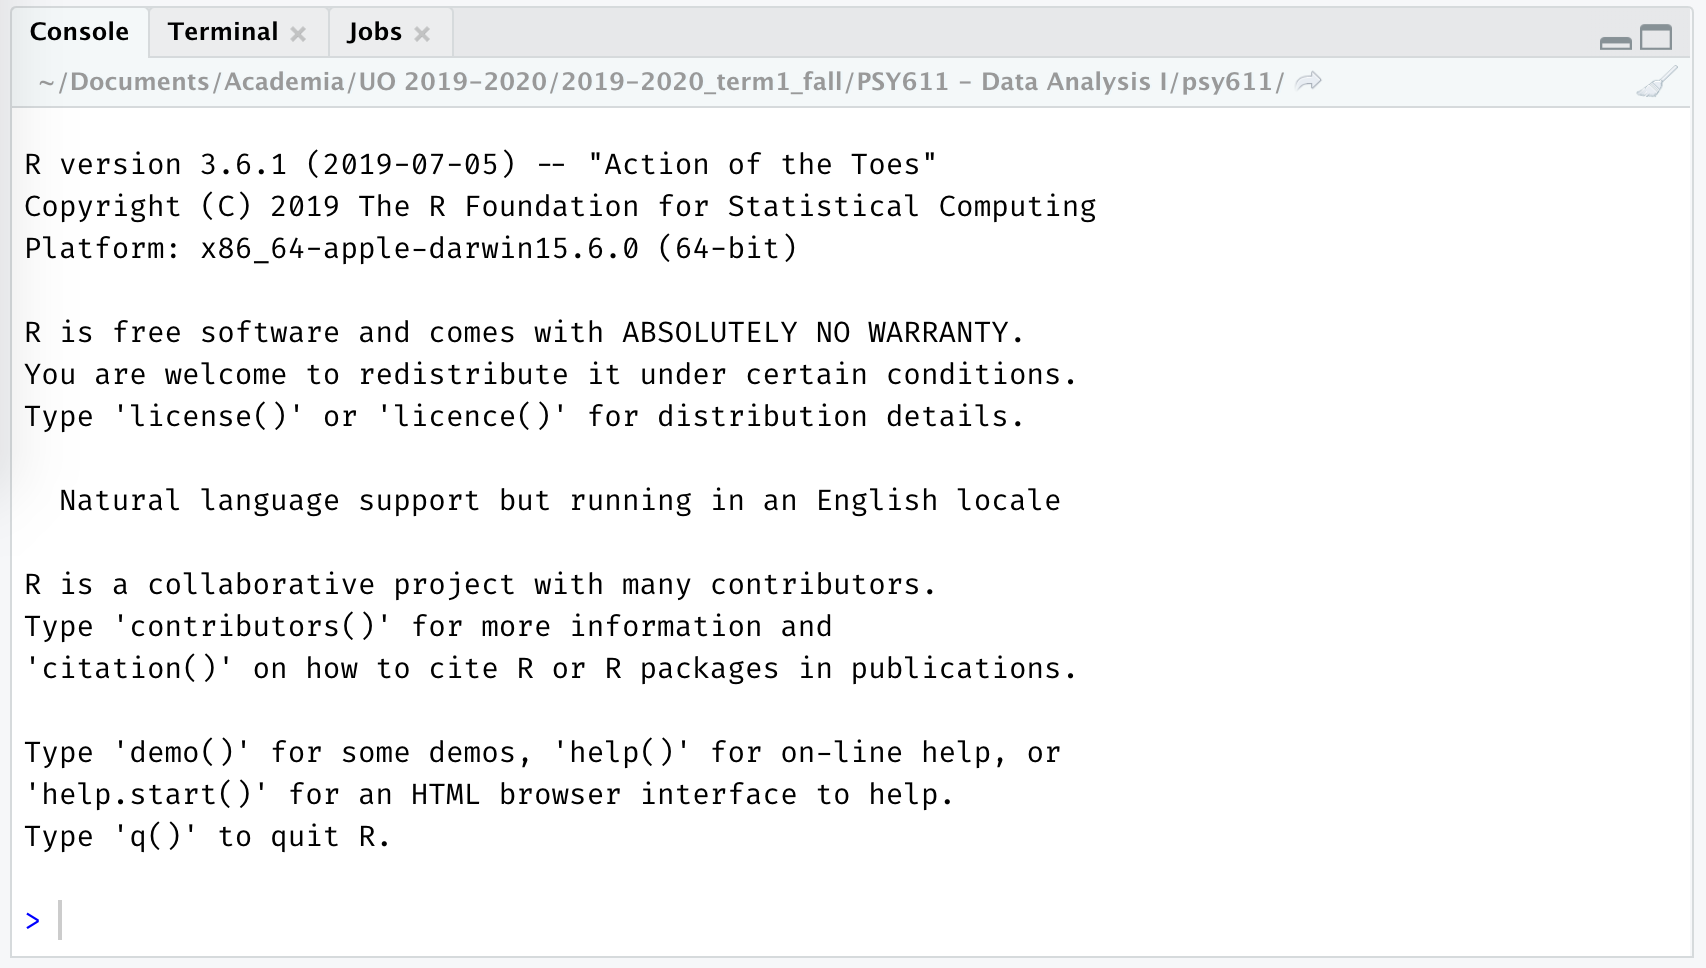 Console Terminal Jobs
~/Documents/Academia/UO 2019-2020/2019-2020_term1_fall/PSY611 - Data Analysis I/psy611/
R version 3.6.1 (2019-07-05) -- "Action of the Toes"
Copyright (C) 2019 The R Foundation for Statistical Computing
Platform: x86_64-apple-darwin15.6.0 (64-bit)
R is free software and comes with ABSOLUTELY NO WARRANTY.
You are welcome to redistribute it under certain conditions.
Type 'license()' or 'licence()' for distribution details.
Natural language support but running in an English locale
R is a collaborative project with many contributors.
Type 'contributors()' for more information and
'citation()' on how to cite R or R packages in publications.
Type 'demo()' for some demos, 'help()' for on-line help, or
'help.start()' for an HTML browser interface to help.
Type 'q()' to quit R.
>